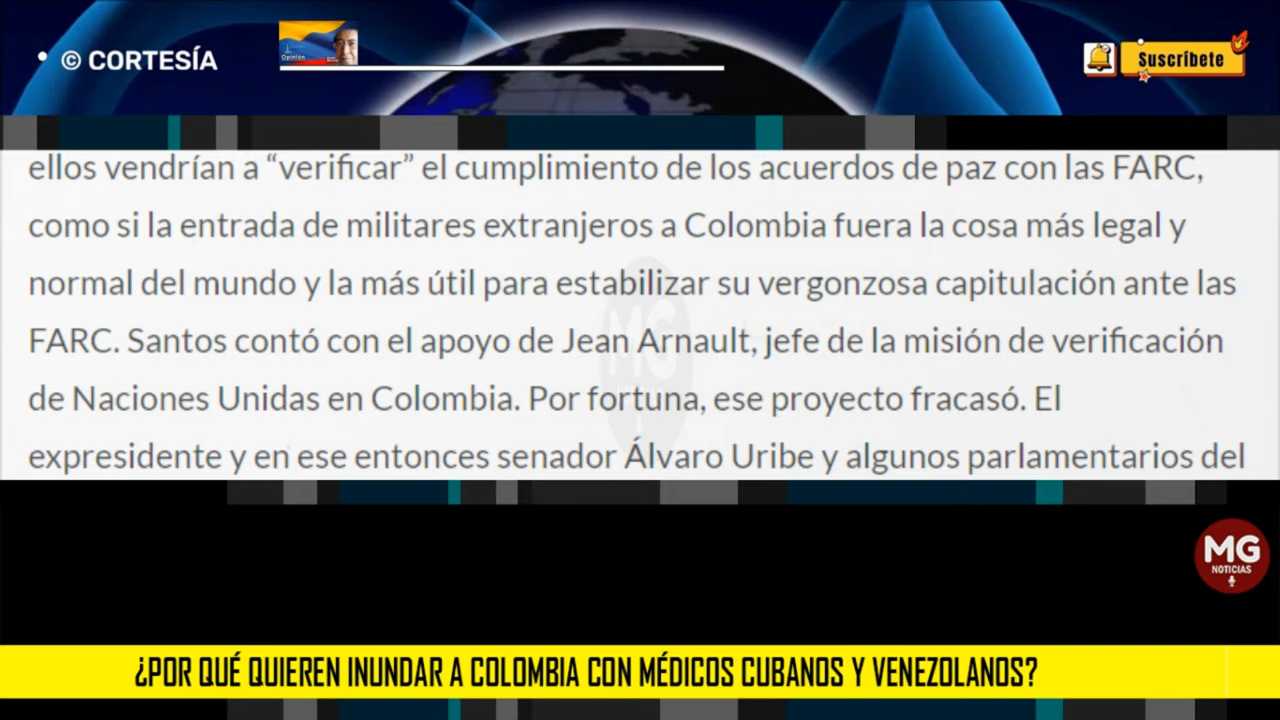 © CORTESÍA
Opinión
Suscríbete
ellos vendrían a “verificar” el cumplimiento de los acuerdos de paz con las FARC,
como si la entrada de militares extranjeros a Colombia fuera la cosa más legal y
normal del mundo y la más útil para estabilizar su vergonzosa capitulación ante las
FARC. Santos contó con el apoyo de Jean Arnault, jefe de la misión de verificación
de Naciones Unidas en Colombia. Por fortuna, ese proyecto fracasó. El
expresidente y en ese entonces senador Álvaro Uribe y algunos parlamentarios del
MG
NOTICIAS
¿POR QUÉ QUIEREN INUNDAR A COLOMBIA CON MÉDICOS CUBANOS Y VENEZOLANOS?